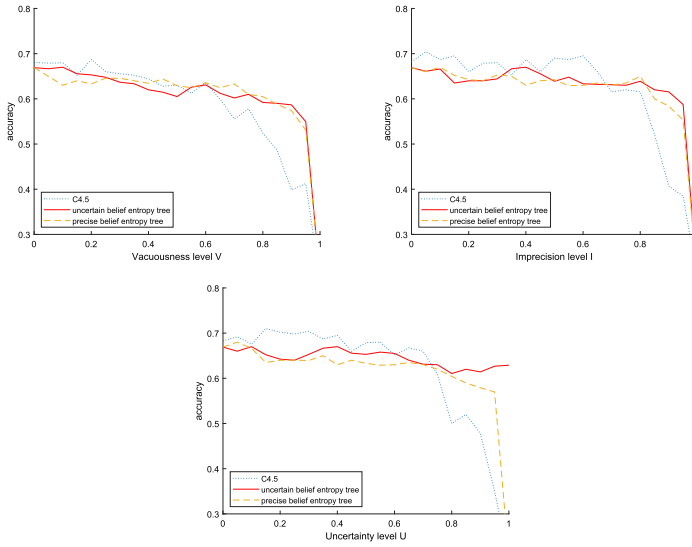 0.8
0.7
0.6
0.5
0.4
0.3
accuracy
C4.5
uncertain belief entropy tree
precise belief entropy tree
0 0.2 0.4 0.6 0.8 1
Vacuousness level V
0.8
0.7
0.6
0.5
0.4
0.3
accuracy
C4.5
uncertain belief entropy tree
precise belief entropy tree
0 0.2 0.4 0.6 0.8
Imprecision level I
0.8
0.7
0.6
0.5
0.4
0.3
accuracy
C4.5
uncertain belief entropy tree
precise belief entropy tree
0 0.2 0.4 0.6 0.8 1
Uncertainty level U